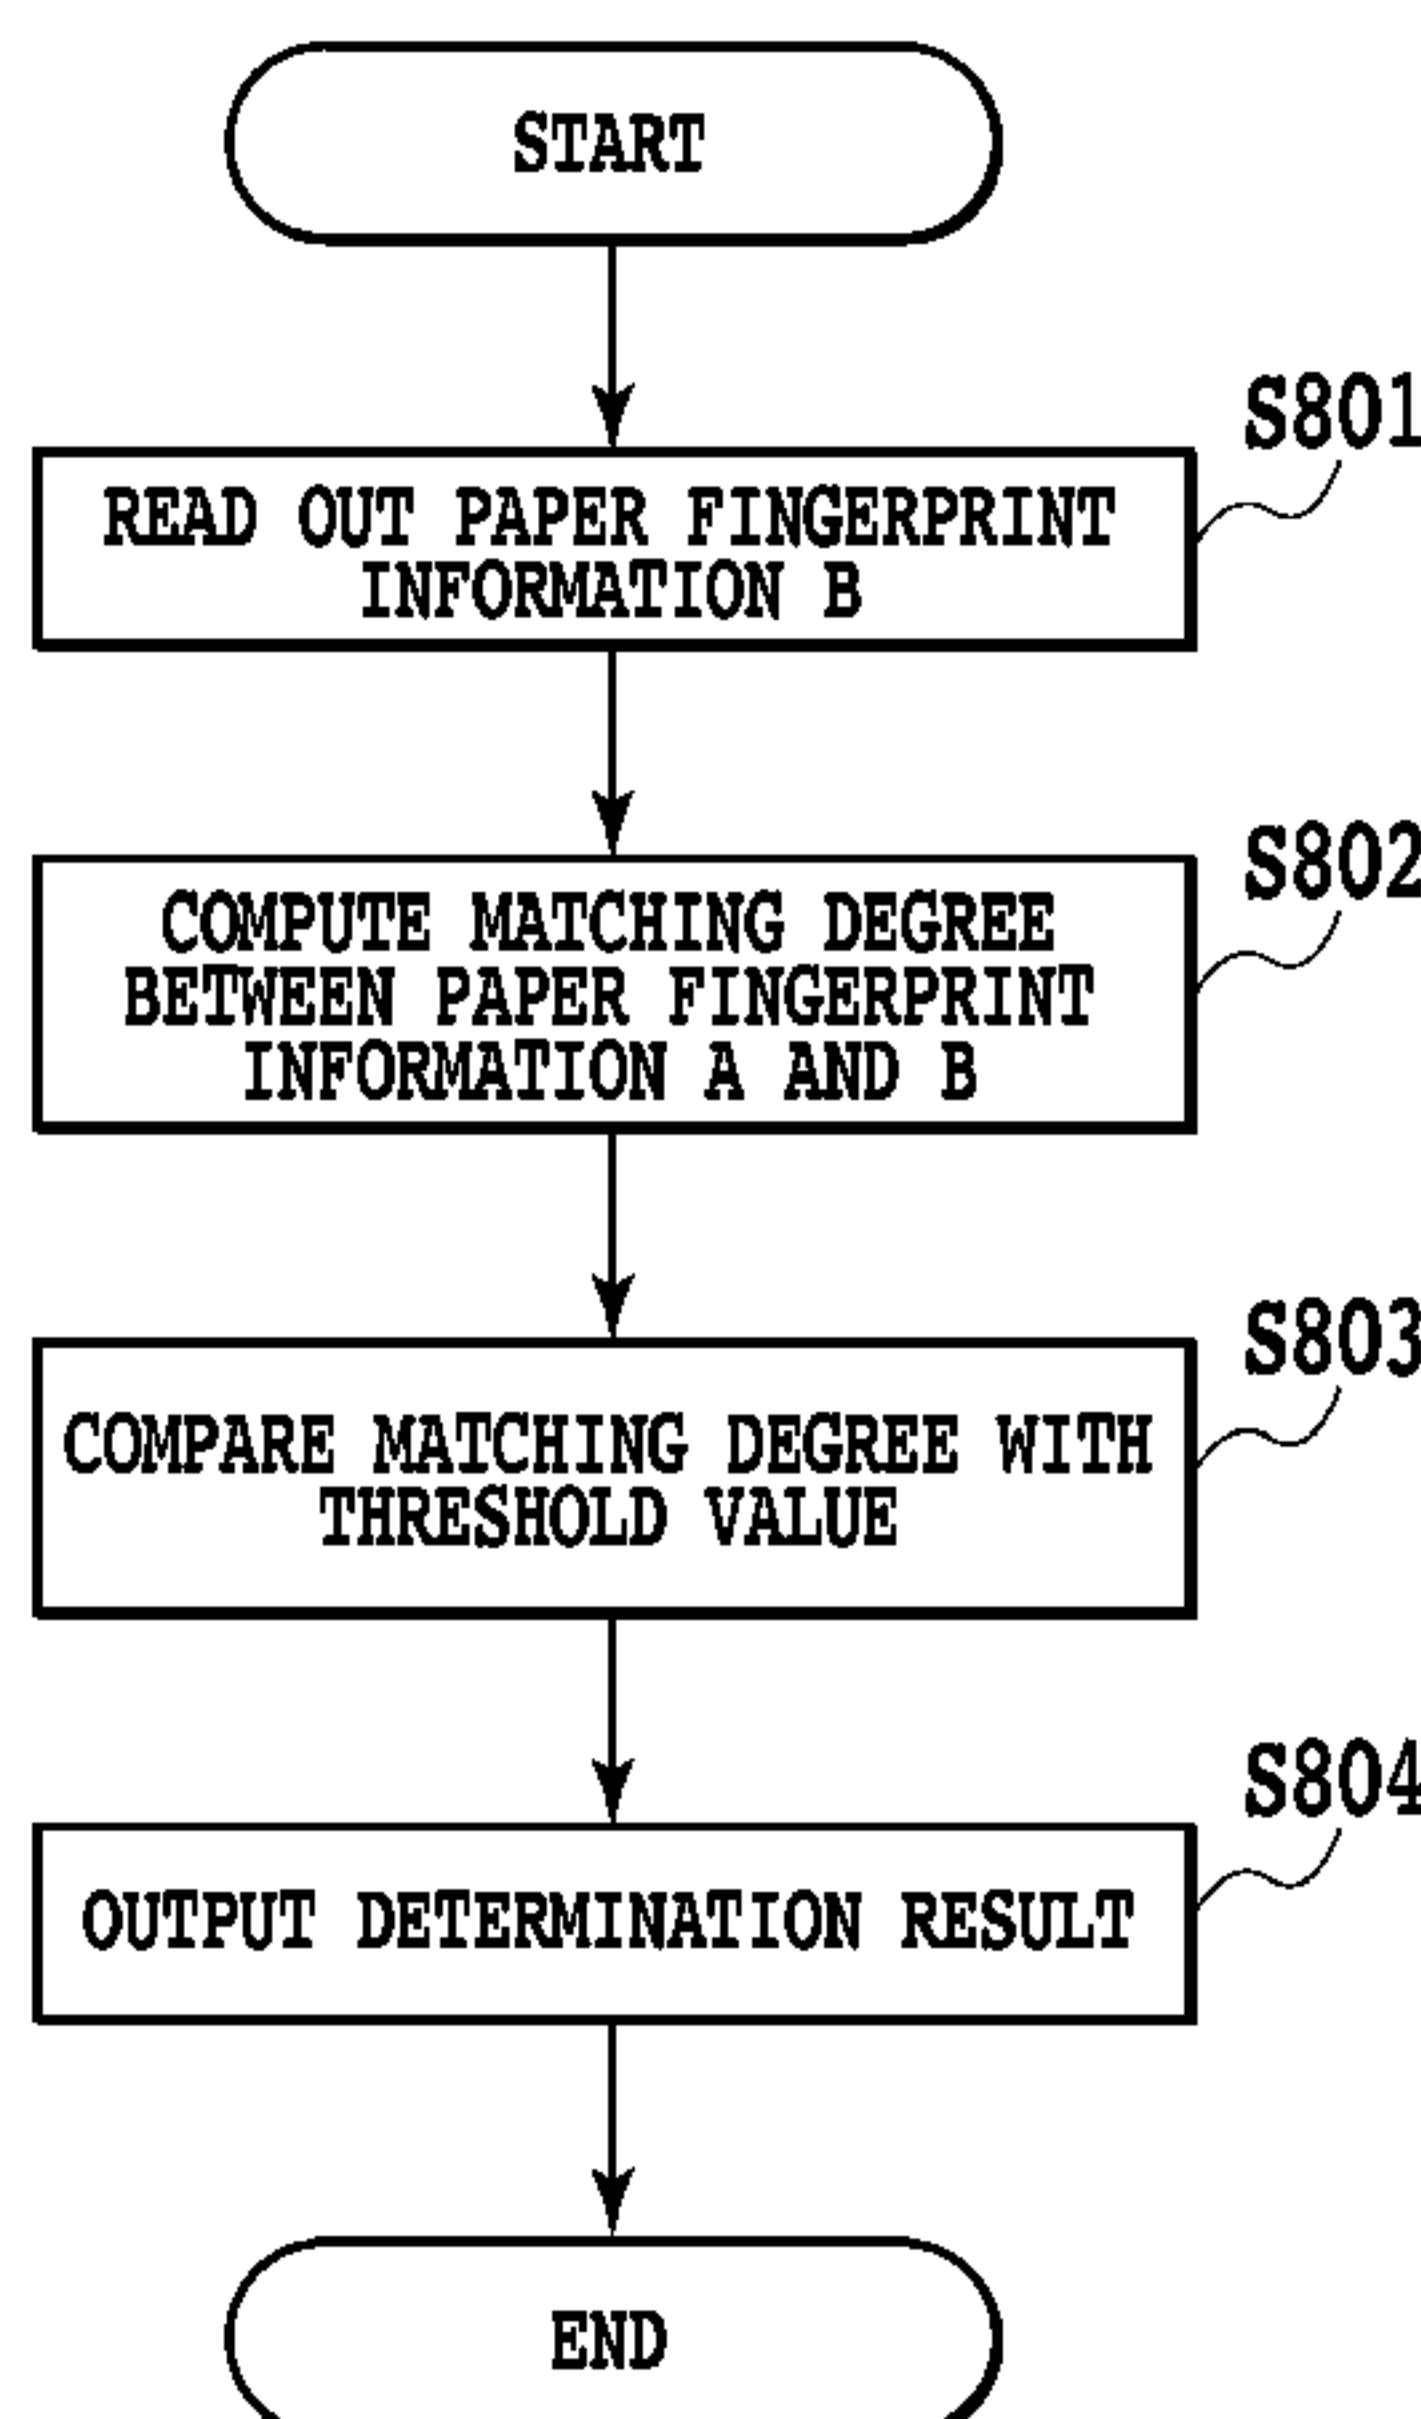 START
S801
READ OUT PAPER FINGERPRINT
INFORMATION B
S802
COMPUTE MATCHING DEGREE
BETWEEN PAPER FINGERPRINT
INFORMATION A AND B
S803
COMPARE MATCHING DEGREE WITH
THRESHOLD VALUE
S804
OUTPUT DETERMINATION RESULT
END